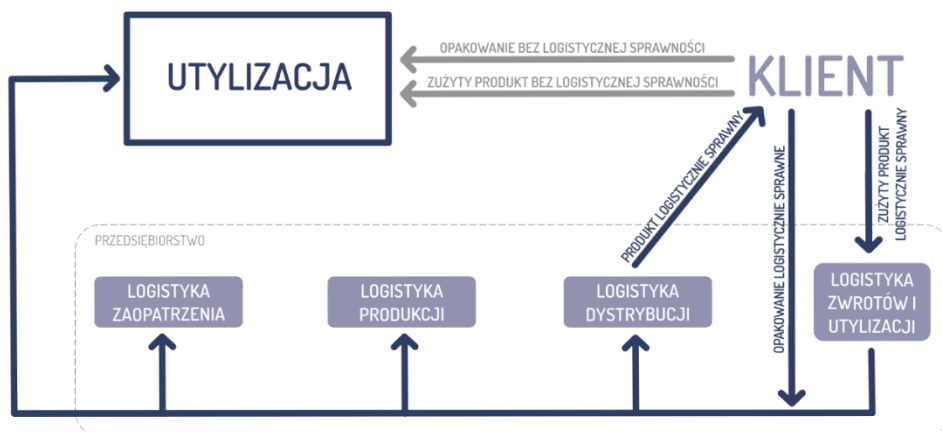 OPAKOWANIE BEZ LOGISTYCZNEJ SPRAWNOŚCI
UTYLIZACJA
ZUŻYTY PRODUKT BEZ LOGISTYCZNEJ SPRAWNOŚCI
KLIENT
PRODUKT LOGISTYCZNIE SPRAWNY
OPAKOWANIE LOGISTYCZNIE SPRAWNE
ZUŻYTY PRODUKT
LOGISTYCZNIE SPRAWNY
PRZEDSIĘBIORSTWO
LOGISTYKA
ZAOPATRZENIA
LOGISTYKA
PRODUKCJI
LOGISTYKA
DYSTRYBUCJI
LOGISTYKA
ZWROTÓW I
UTYLIZACJI